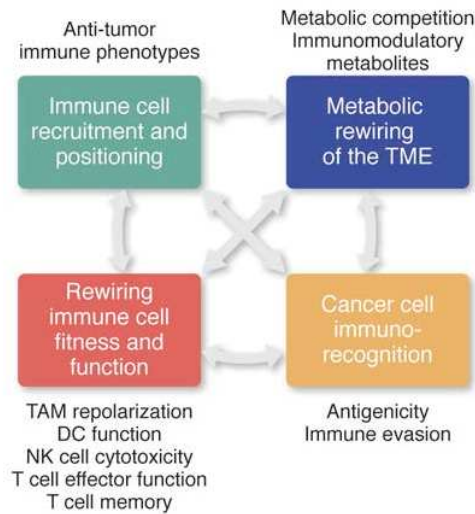 Anti-tumor
immune phenotypes
Metabolic competition
Immunomodulatory
metabolites
Immune cell
recruitment and
positioning
Metabolic
rewiring
of the TME
Rewiring
immune cell
fitness and
function
Cancer cell
immuno-
recognition
TAM repolarization
DC function
NK cell cytotoxicity
T cell effector function
T cell memory
Antigenicity
Immune evasion